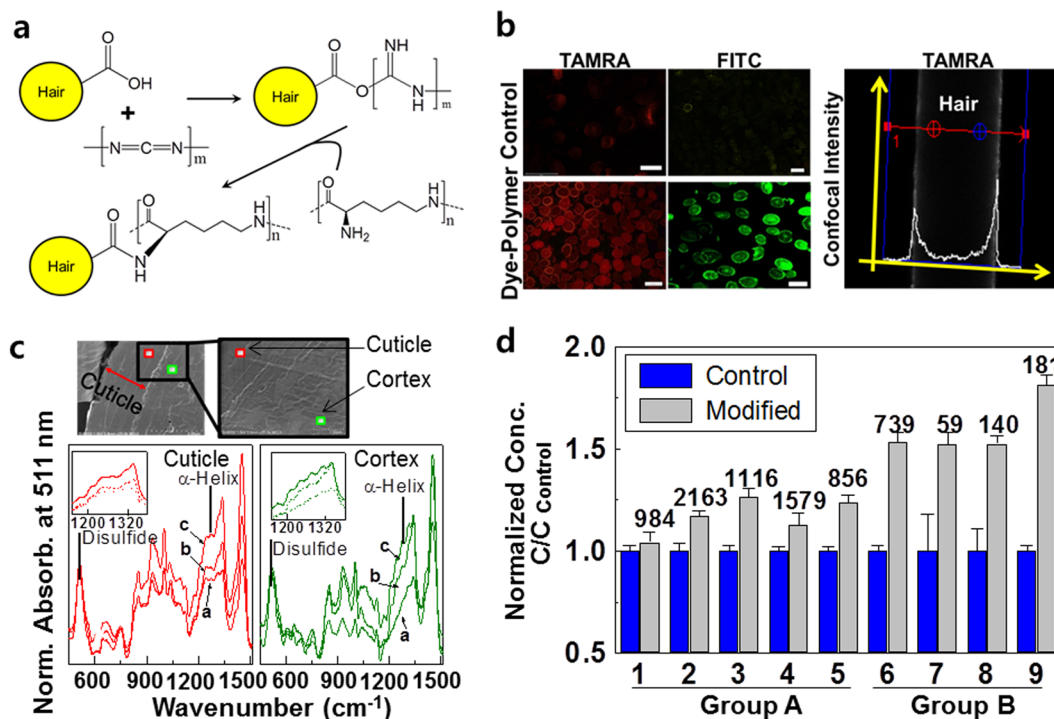 a
O
OH
Hair
+
N=C=N
m
O
NH
Hair
O
N
H
m
O
N
H
n
O
Hair
N
H
O
NH₂
N
H
n
b
TAMRA
FITC
Dye-Polymer Control
Confocal Intensity
TAMRA
Hair
1
c
Cuticle
Cuticle
Cortex
Norm. Absorb. at 511 nm
Cuticle
α-Helix
1200 1320
Disulfide
c
b
a
Cortex
α-Helix
1200 1320
Disulfide
c
b
a
600 900 1200 1500
600 900 1200 1500
Wavenumber (cm⁻¹)
d
Normalized Conc.
C/C Control
2.0
1.5
1.0
0.5
Control
Modified
984
2163
1116
1579
856
739
59
140
181
1 2 3 4 5 6 7 8 9
Group A Group B